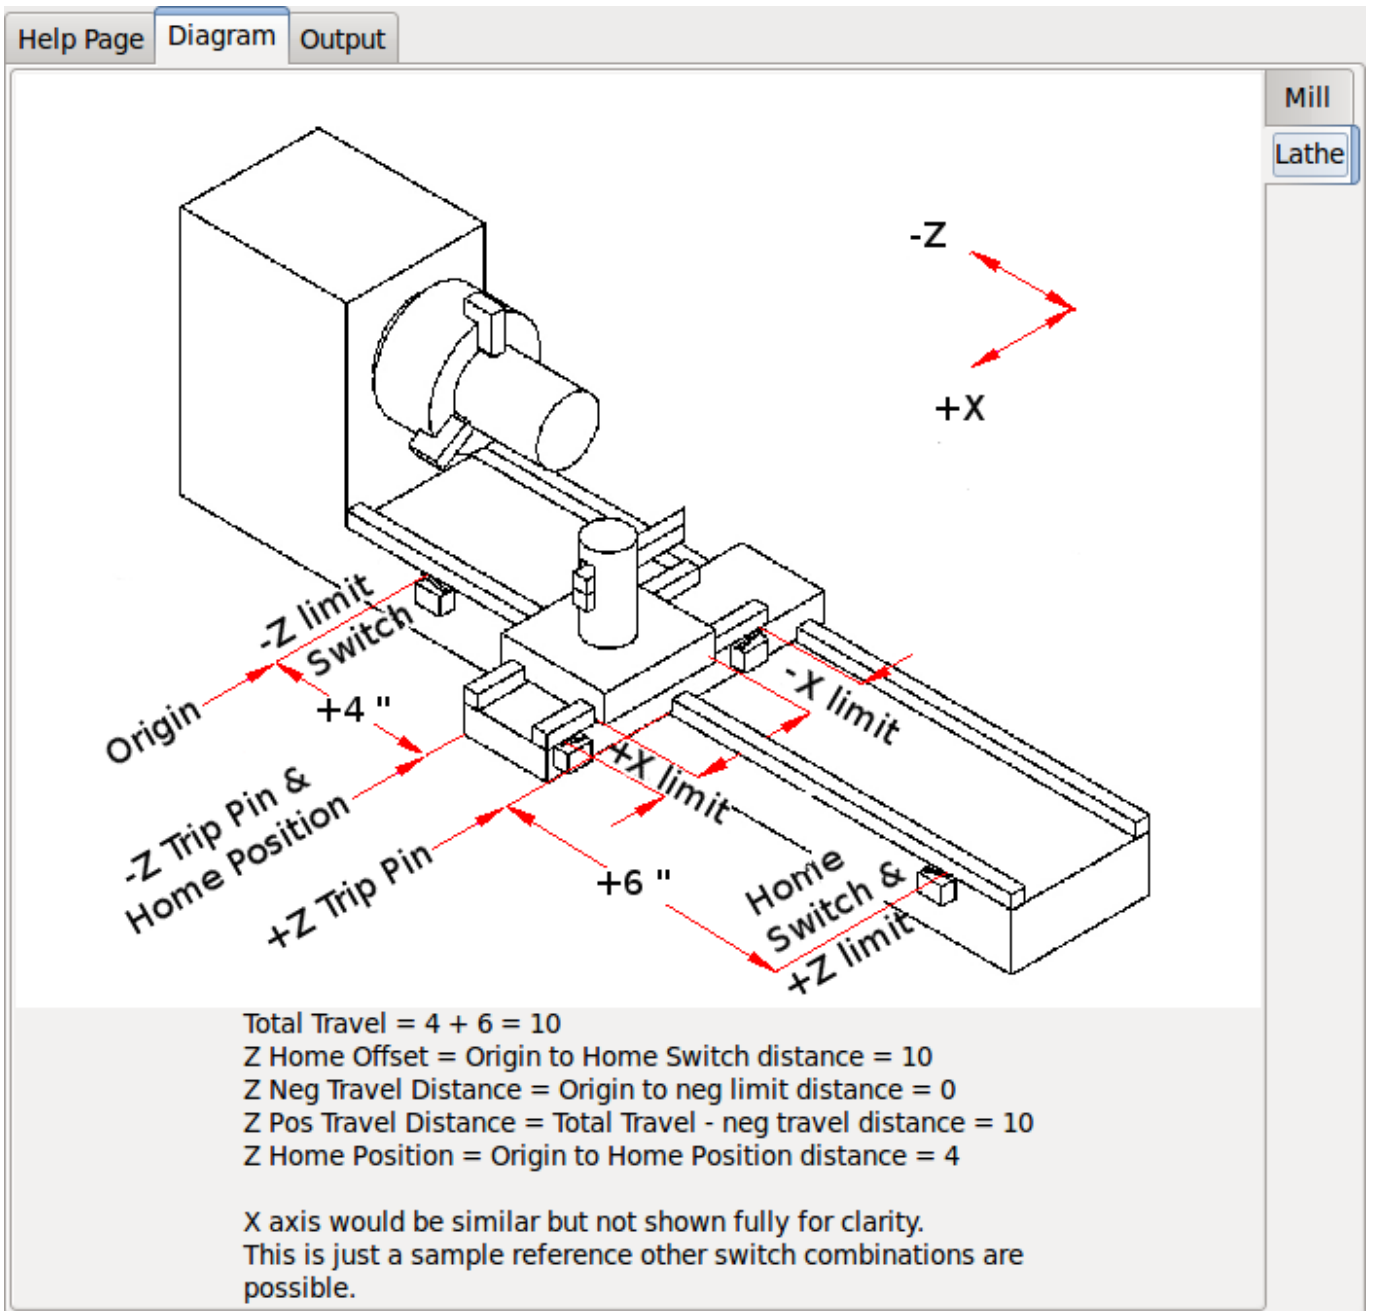 Help Page
Diagram
Output
Mill
Lathe
-Z
+X
-Z limit
Switch
Origin
+4 "
-X limit
+X limit
-Z Trip Pin &
Home Position
+Z Trip Pin
+6 "
Home
Switch &
+Z limit
Total Travel = 4 + 6 = 10
Z Home Offset = Origin to Home Switch distance = 10
Z Neg Travel Distance = Origin to neg limit distance = 0
Z Pos Travel Distance = Total Travel - neg travel distance = 10
Z Home Position = Origin to Home Position distance = 4
X axis would be similar but not shown fully for clarity.
This is just a sample reference other switch combinations are
possible.